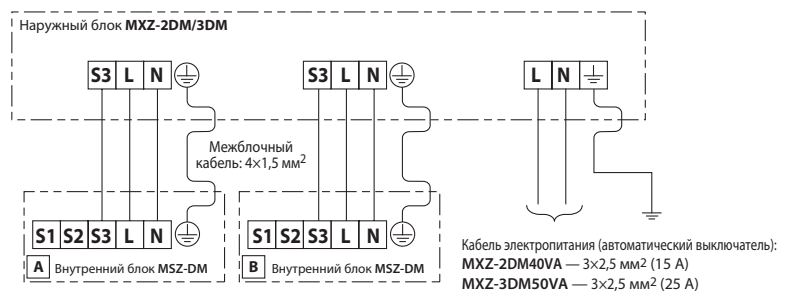 Наружный блок MXZ-2DM/3DM
S3 L N
S3 L N
L N
Межблочный
кабель: 4×1,5 мм²
S1 S2 S3 L N
S1 S2 S3 L N
A Внутренний блок MSZ-DM
B Внутренний блок MSZ-DM
Кабель электропитания (автоматический выключатель):
MXZ-2DM40VA — 3×2,5 мм² (15 А)
MXZ-3DM50VA — 3×2,5 мм² (25 А)